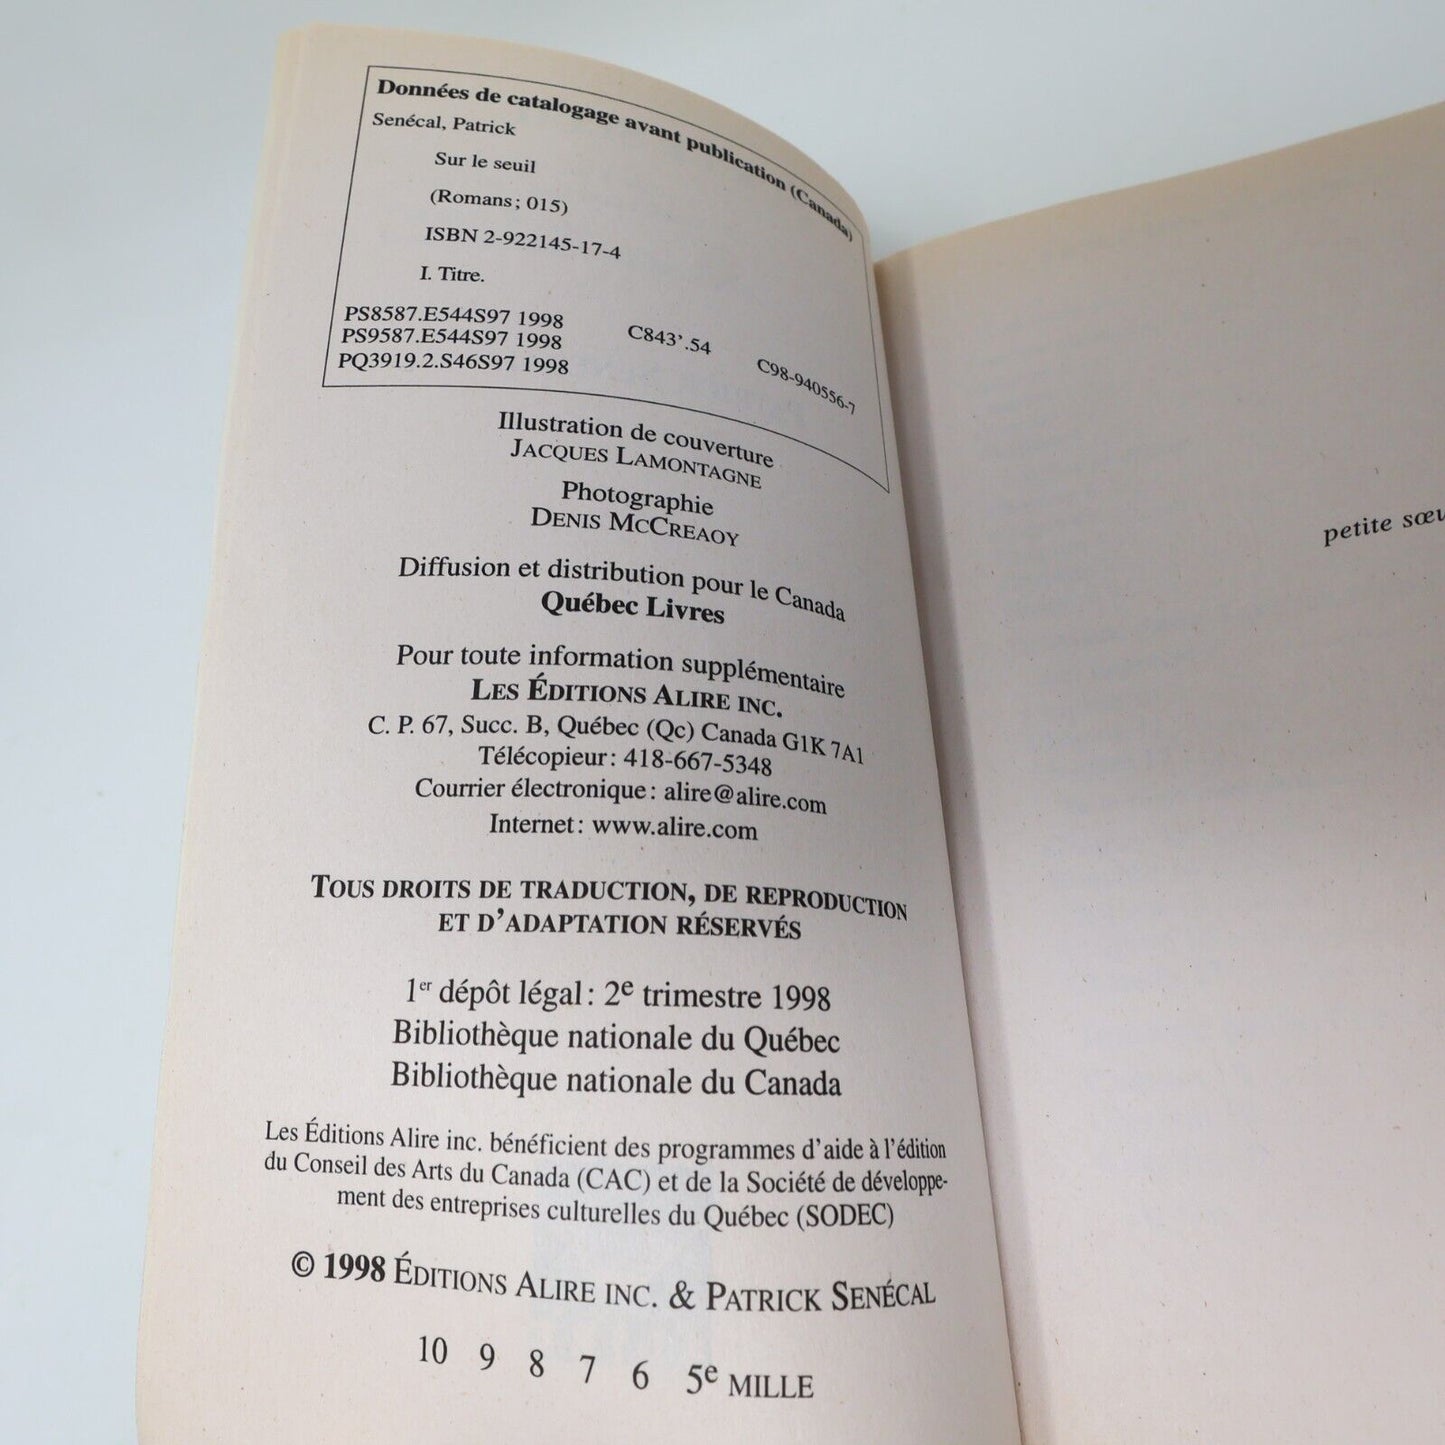 Données de catalogage avant publication (Canada)
Senécal, Patrick
Sur le seuil
(Romans ; 015)
ISBN 2-922145-17-4
I. Titre.
PS8587.E544S97 1998
PS9587.E544S97 1998 C843’.54 C98-940556-7
PQ3919.2.S46S97 1998
Illustration de couverture
JACQUES LAMONTAGNE
Photographie
DENIS MCCREAOY
Diffusion et distribution pour le Canada
Québec Livres
Pour toute information supplémentaire
LES ÉDITIONS ALIRE INC.
C. P. 67, Succ. B, Québec (Qc) Canada G1K 7A1
Télécopieur : 418-667-5348
Courrier électronique : alire@alire.com
Internet : www.alire.com
TOUS DROITS DE TRADUCTION, DE REPRODUCTION
ET D’ADAPTATION RÉSERVÉS
1er dépôt légal : 2e trimestre 1998
Bibliothèque nationale du Québec
Bibliothèque nationale du Canada
Les Éditions Alire inc. bénéficient des programmes d’aide à l’édition
du Conseil des Arts du Canada (CAC) et de la Société de développe-
ment des entreprises culturelles du Québec (SODEC)
© 1998 ÉDITIONS ALIRE INC. & PATRICK SENÉCAL
10 9 8 7 6 5e MILLE
petite